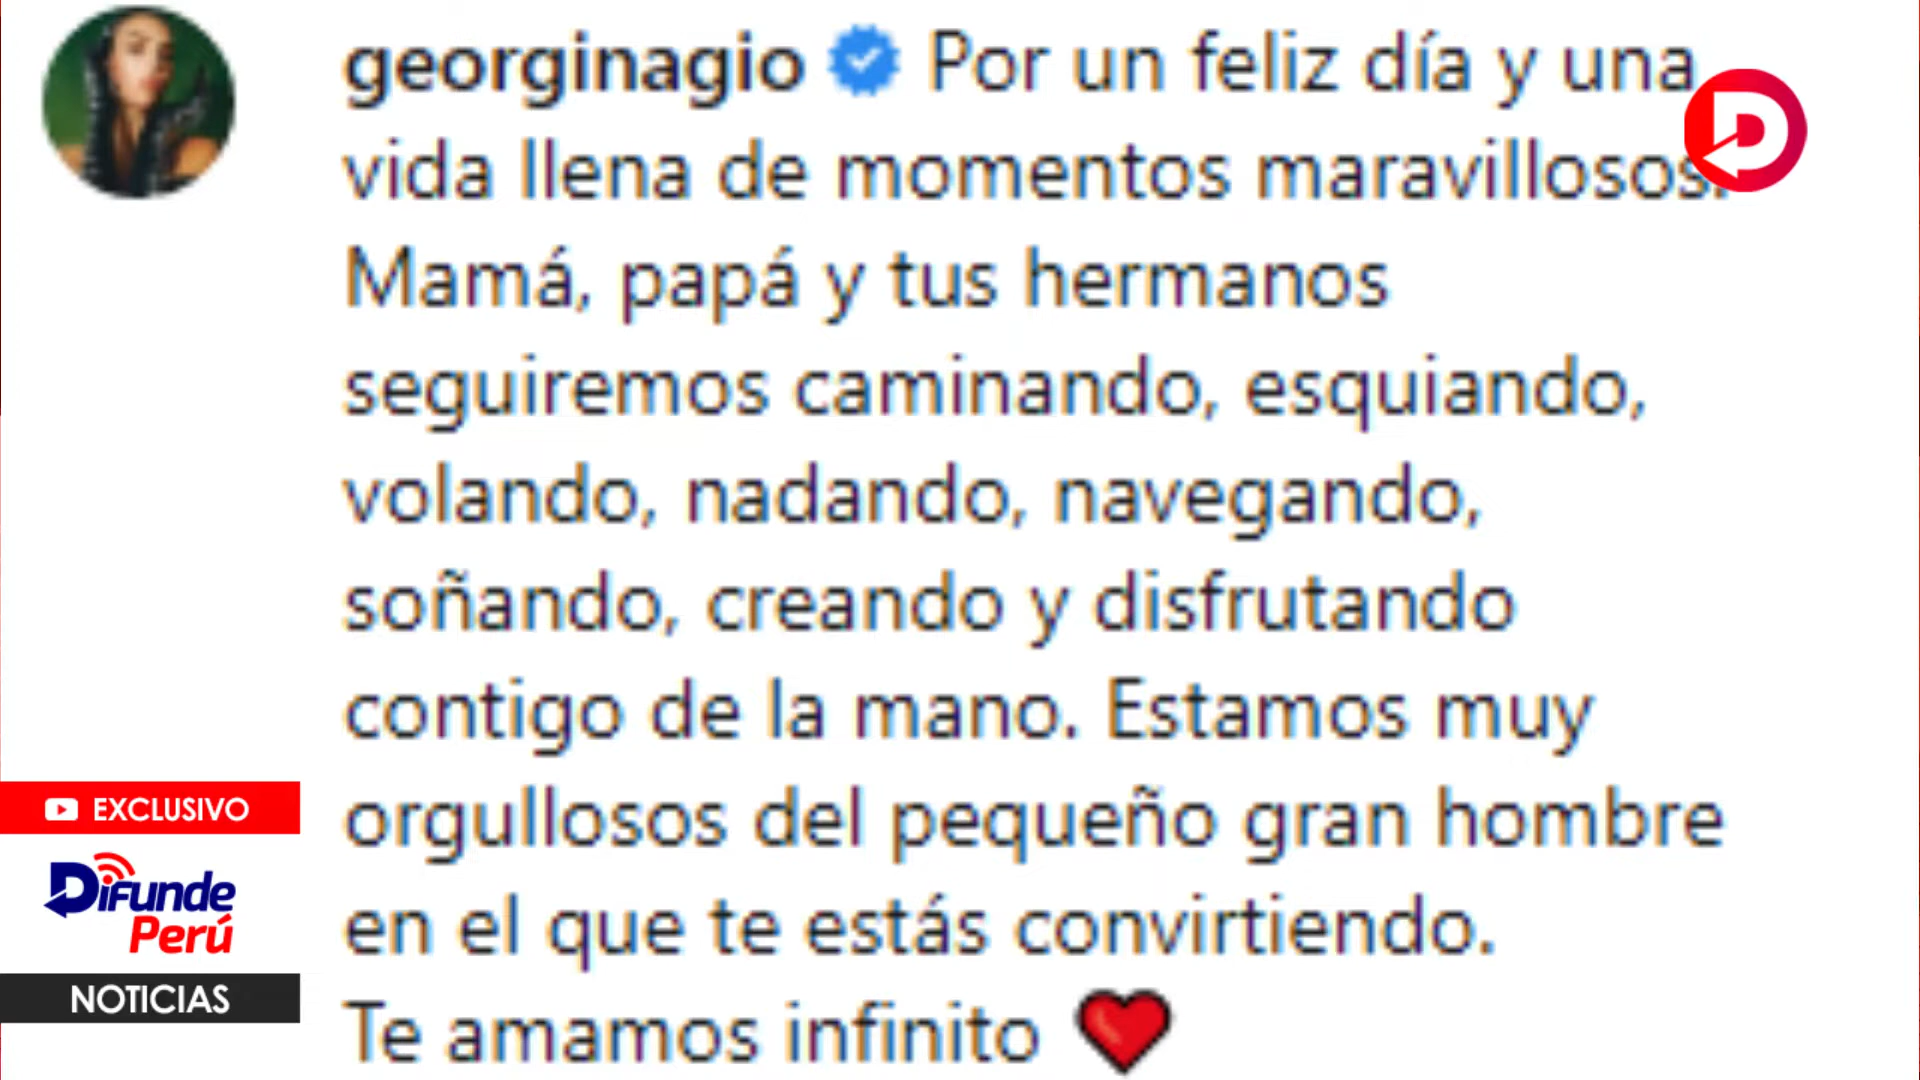 georginagio Por un feliz día y una
vida llena de momentos maravillosos.
Mamá, papá y tus hermanos
seguiremos caminando, esquiando,
volando, nadando, navegando,
soñando, creando y disfrutando
contigo de la mano. Estamos muy
orgullosos del pequeño gran hombre
en el que te estás convirtiendo.
Te amamos infinito ❤️
EXCLUSIVO
Difunde
Perú
NOTICIAS